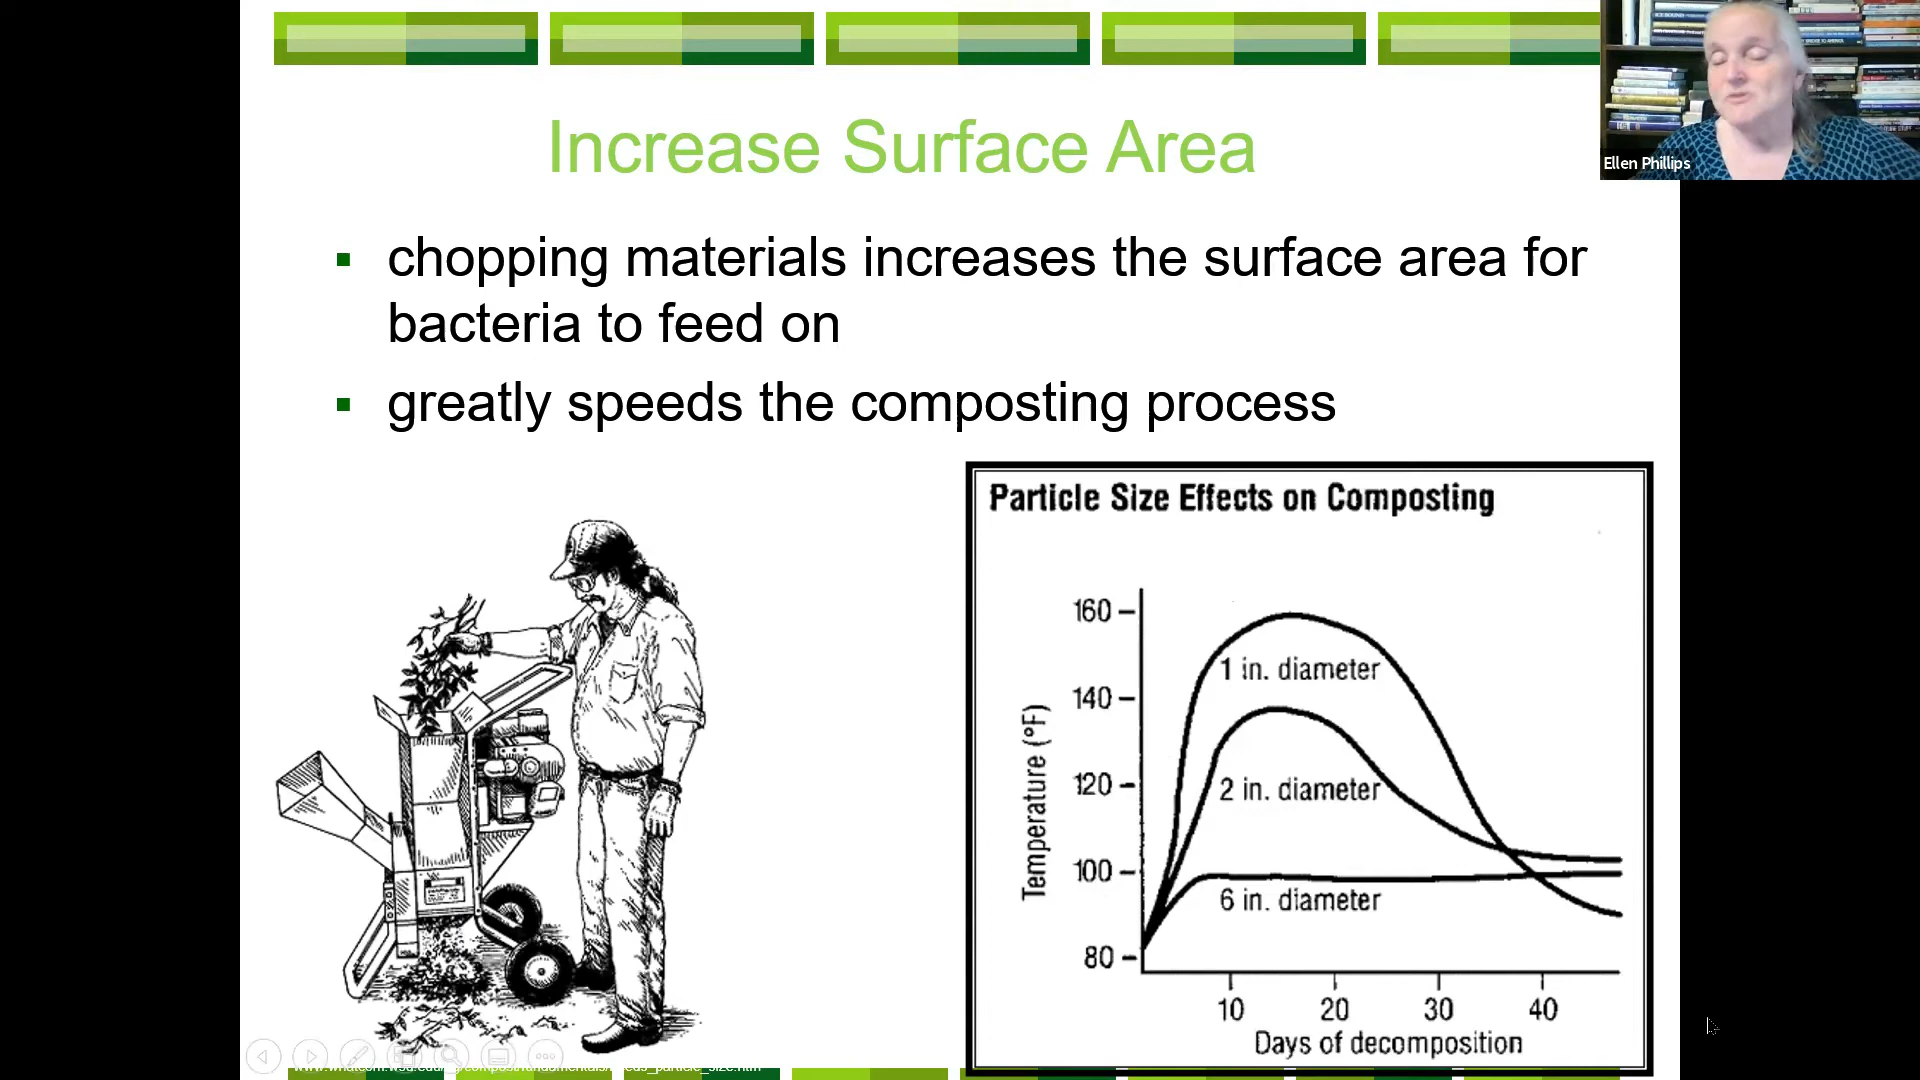 Increase Surface Area
Ellen Phillips
chopping materials increases the surface area for
bacteria to feed on
greatly speeds the composting process
Particle Size Effects on Composting
160
140
120
100
80
Temperature (°F)
1 in. diameter
2 in. diameter
6 in. diameter
10 20 30 40
Days of decomposition